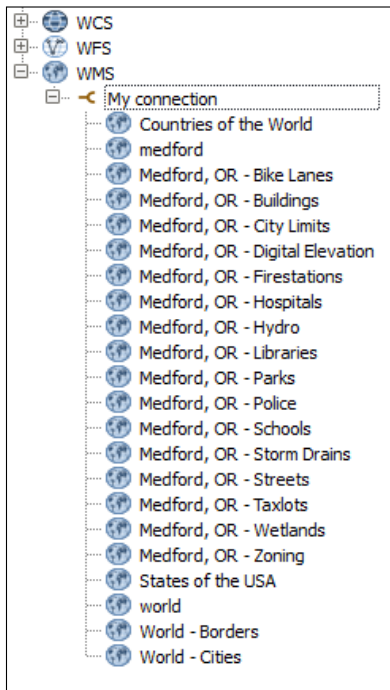 WCS
WFS
WMS
My connection
Countries of the World
medford
Medford, OR - Bike Lanes
Medford, OR - Buildings
Medford, OR - City Limits
Medford, OR - Digital Elevation
Medford, OR - Firestations
Medford, OR - Hospitals
Medford, OR - Hydro
Medford, OR - Libraries
Medford, OR - Parks
Medford, OR - Police
Medford, OR - Schools
Medford, OR - Storm Drains
Medford, OR - Streets
Medford, OR - Taxlots
Medford, OR - Wetlands
Medford, OR - Zoning
States of the USA
world
World - Borders
World - Cities